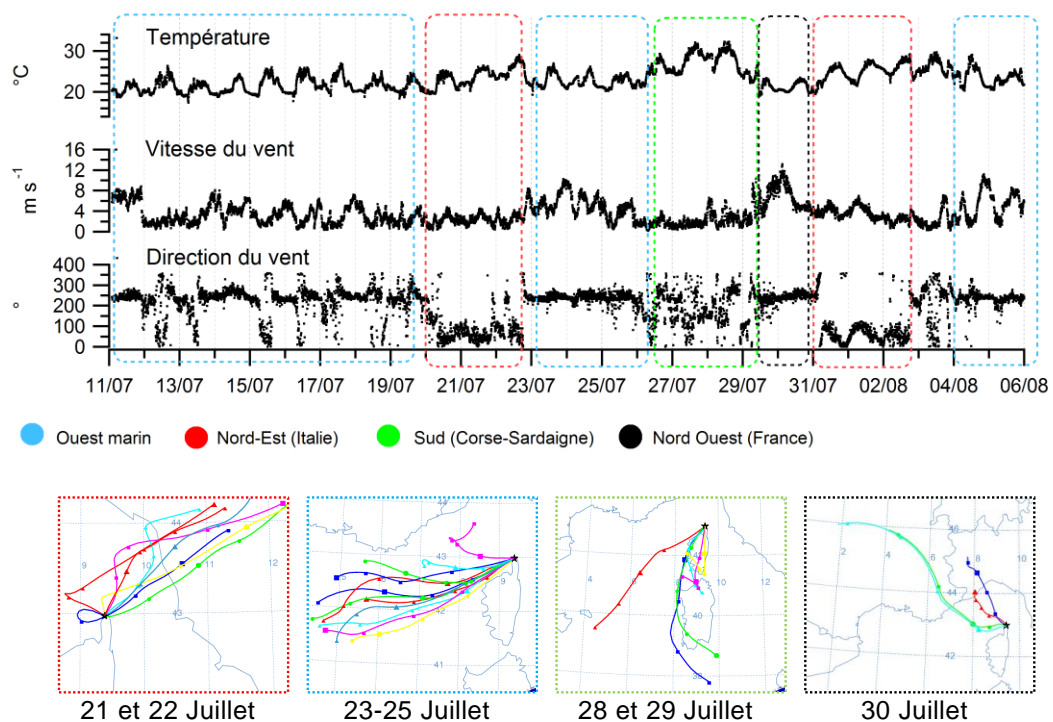 Température
°C
30
20
Vitesse du vent
m s⁻¹
16
12
8
4
0
Direction du vent
°
400
300
200
100
0
11/07 13/07 15/07 17/07 19/07 21/07 23/07 25/07 27/07 29/07 31/07 02/08 04/08 06/08
Ouest marin Nord-Est (Italie) Sud (Corse-Sardaigne) Nord Ouest (France)
21 et 22 Juillet 23-25 Juillet 28 et 29 Juillet 30 Juillet